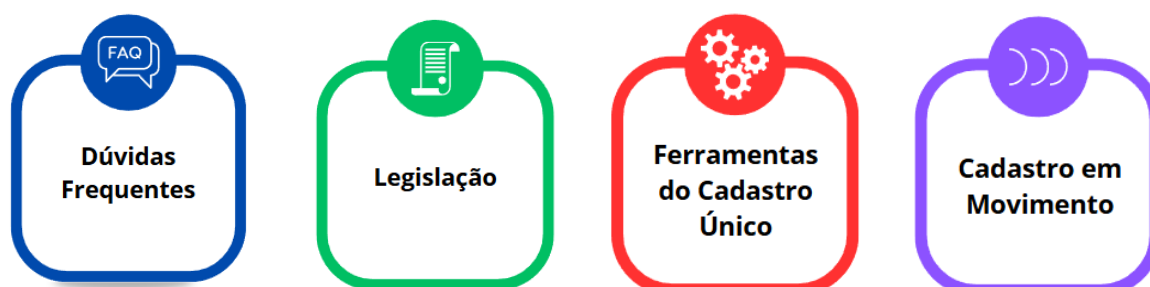 FAQ
Dúvidas
Frequentes
Legislação
Ferramentas
do Cadastro
Único
Cadastro em
Movimento